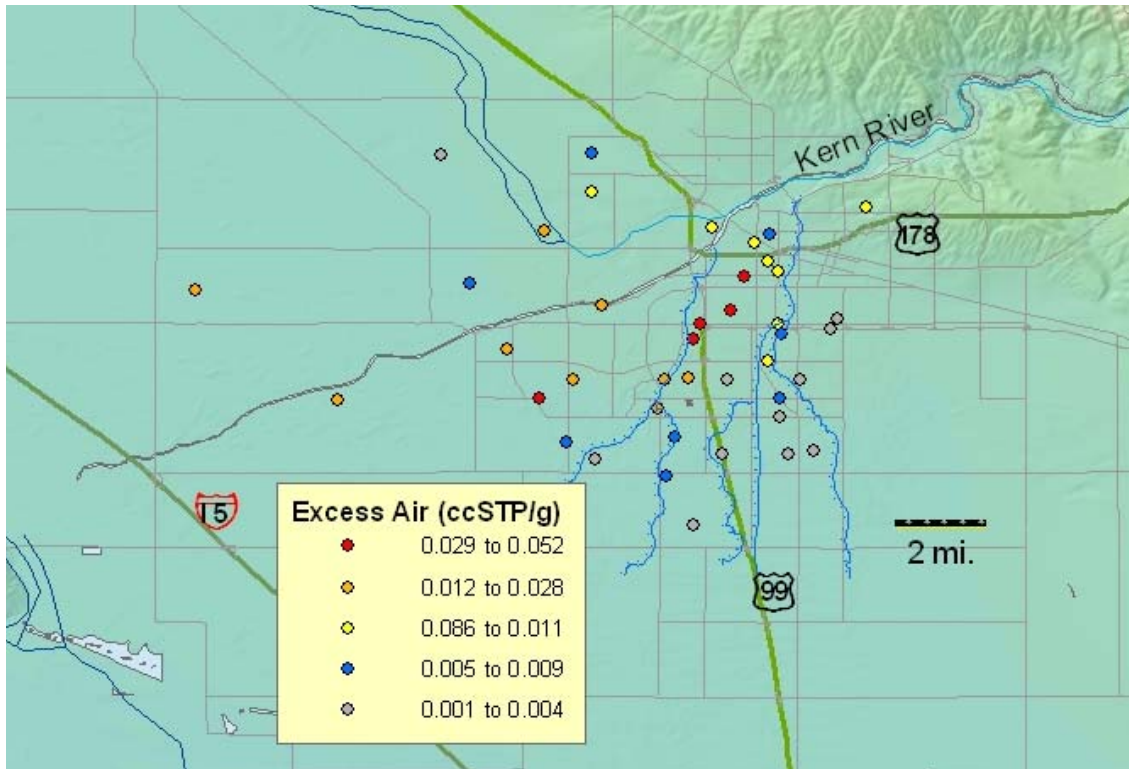 Kern River
178
Excess Air (ccSTP/g)
0.029 to 0.052
0.012 to 0.028
0.086 to 0.011
0.005 to 0.009
0.001 to 0.004
15
2 mi.
99